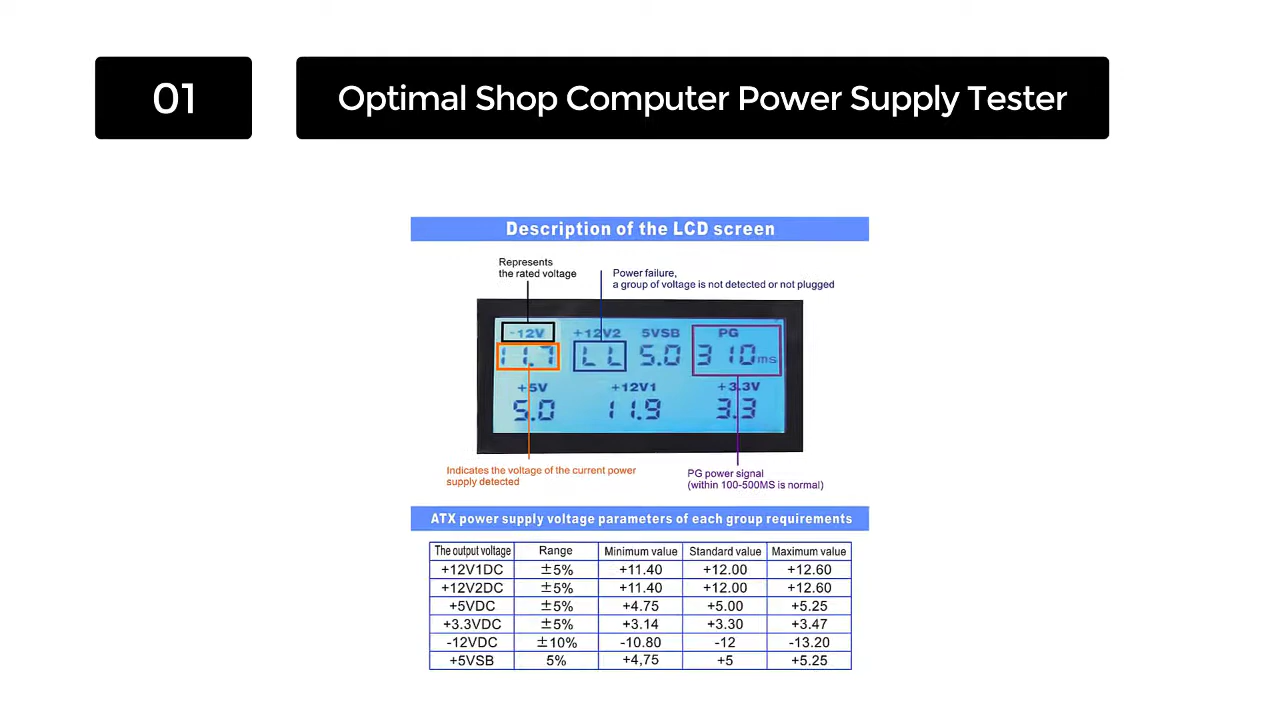 01
Optimal Shop Computer Power Supply Tester
Description of the LCD screen
Represents
the rated voltage
Power failure,
a group of voltage is not detected or not plugged
-12V +12V2 5VSB PG
11.7 LL 5.0 310ms
+5V +12V1 +3.3V
5.0 11.9 3.3
Indicates the voltage of the current power
supply detected
PG power signal
(within 100-500MS is normal)
ATX power supply voltage parameters of each group requirements
The output voltage Range Minimum value Standard value Maximum value
+12V1DC ±5% +11.40 +12.00 +12.60
+12V2DC ±5% +11.40 +12.00 +12.60
+5VDC ±5% +4.75 +5.00 +5.25
+3.3VDC ±5% +3.14 +3.30 +3.47
-12VDC ±10% -10.80 -12 -13.20
+5VSB 5% +4,75 +5 +5.25